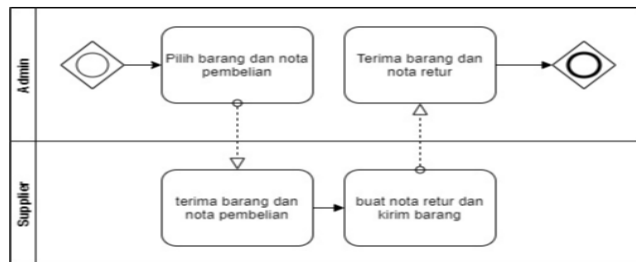 Admin
Pilih barang dan nota
pembelian
Terima barang dan
nota retur
Supplier
terima barang dan
nota pembelian
buat nota retur dan
kirim barang